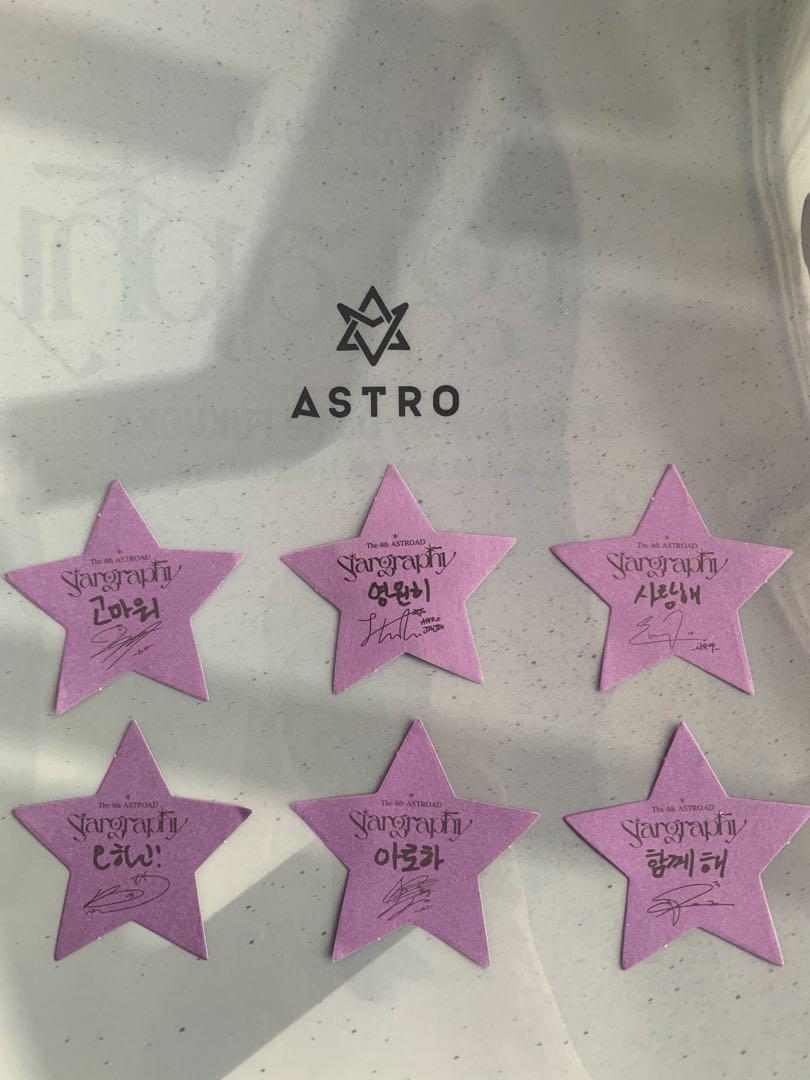 ASTRO
The 4th ASTROAD
Stargraphy
고마워
The 4th ASTROAD
Stargraphy
영원히
ASTRO
JINJIN
The 4th ASTROAD
Stargraphy
사랑해
The 4th ASTROAD
Stargraphy
The 4th ASTROAD
Stargraphy
아로하
The 4th ASTROAD
Stargraphy
함께해